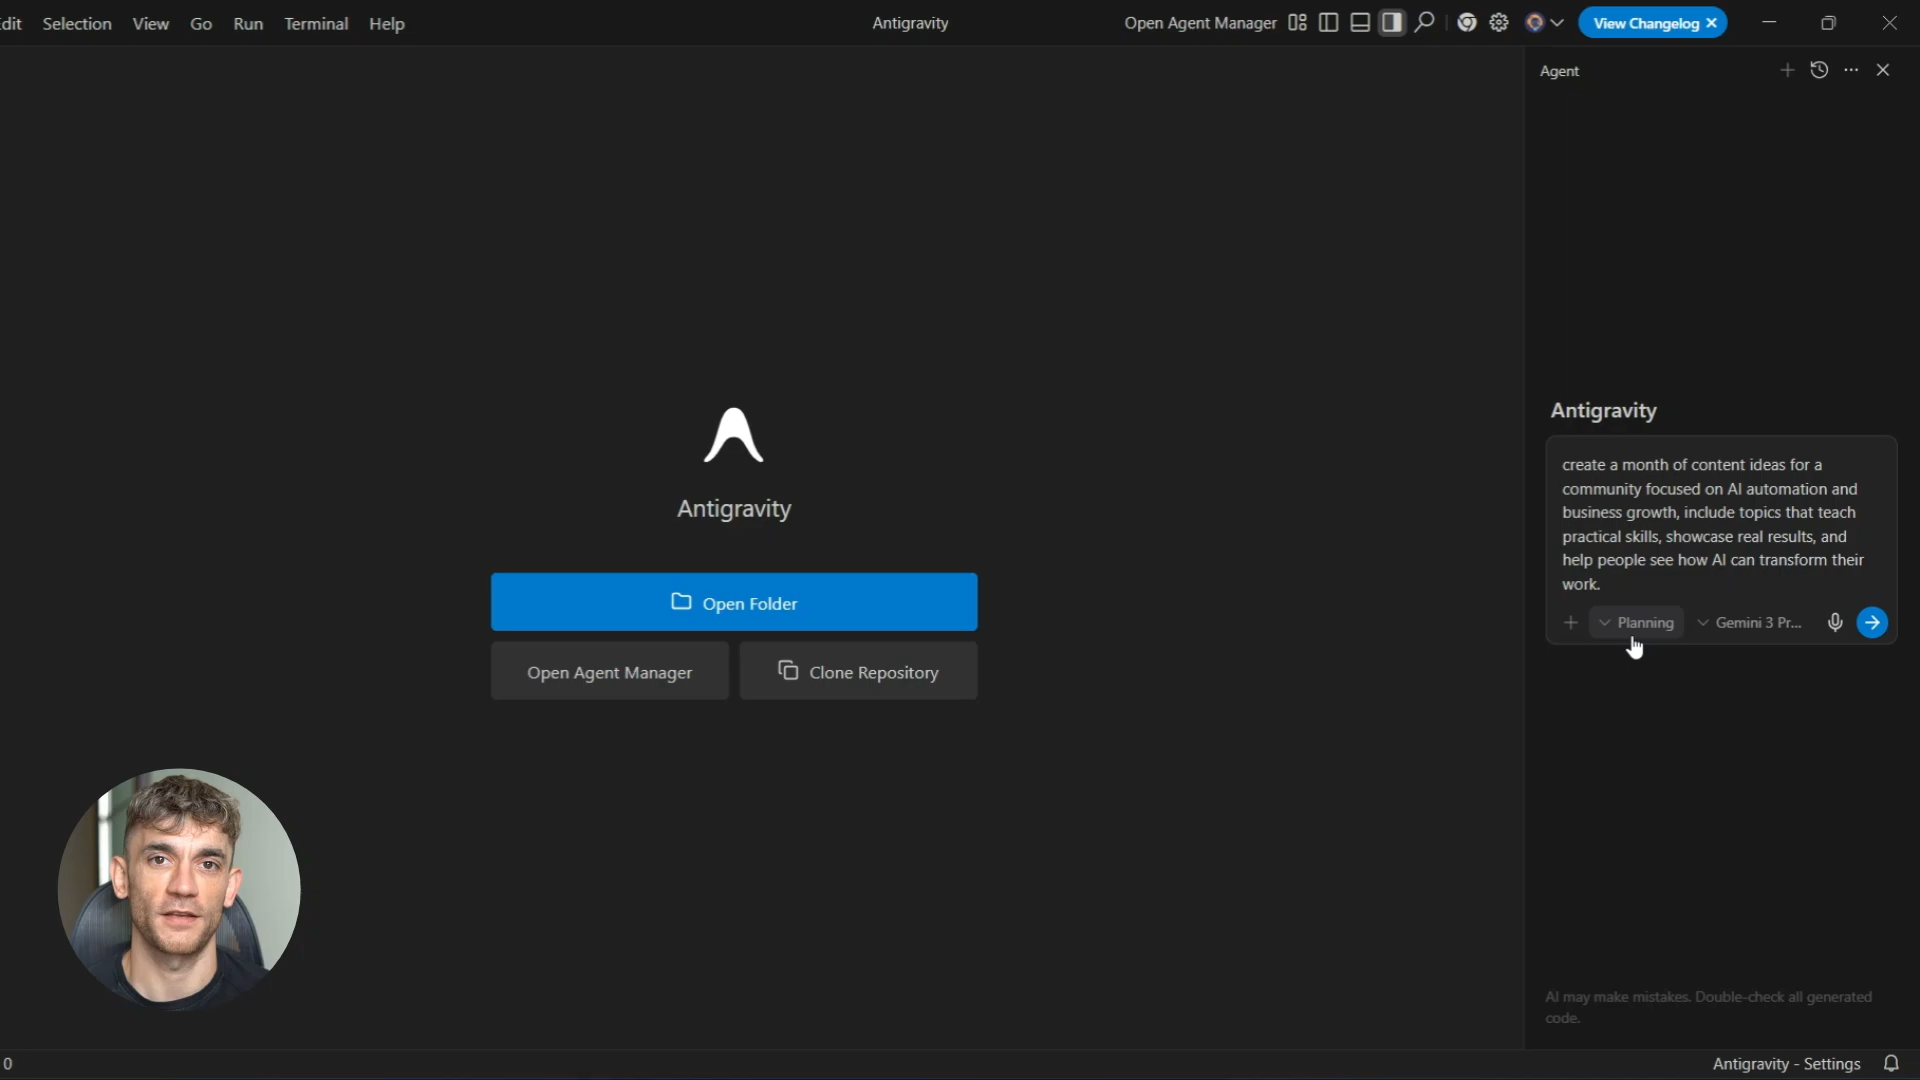 dit Selection View Go Run Terminal Help
Antigravity
Open Agent Manager
View Changelog
Agent
Antigravity
create a month of content ideas for a
community focused on AI automation and
business growth, include topics that teach
practical skills, showcase real results, and
help people see how AI can transform their
work.
Planning
Gemini 3 Pr...
Antigravity
Open Folder
Open Agent Manager
Clone Repository
AI may make mistakes. Double-check all generated
code.
0
Antigravity - Settings